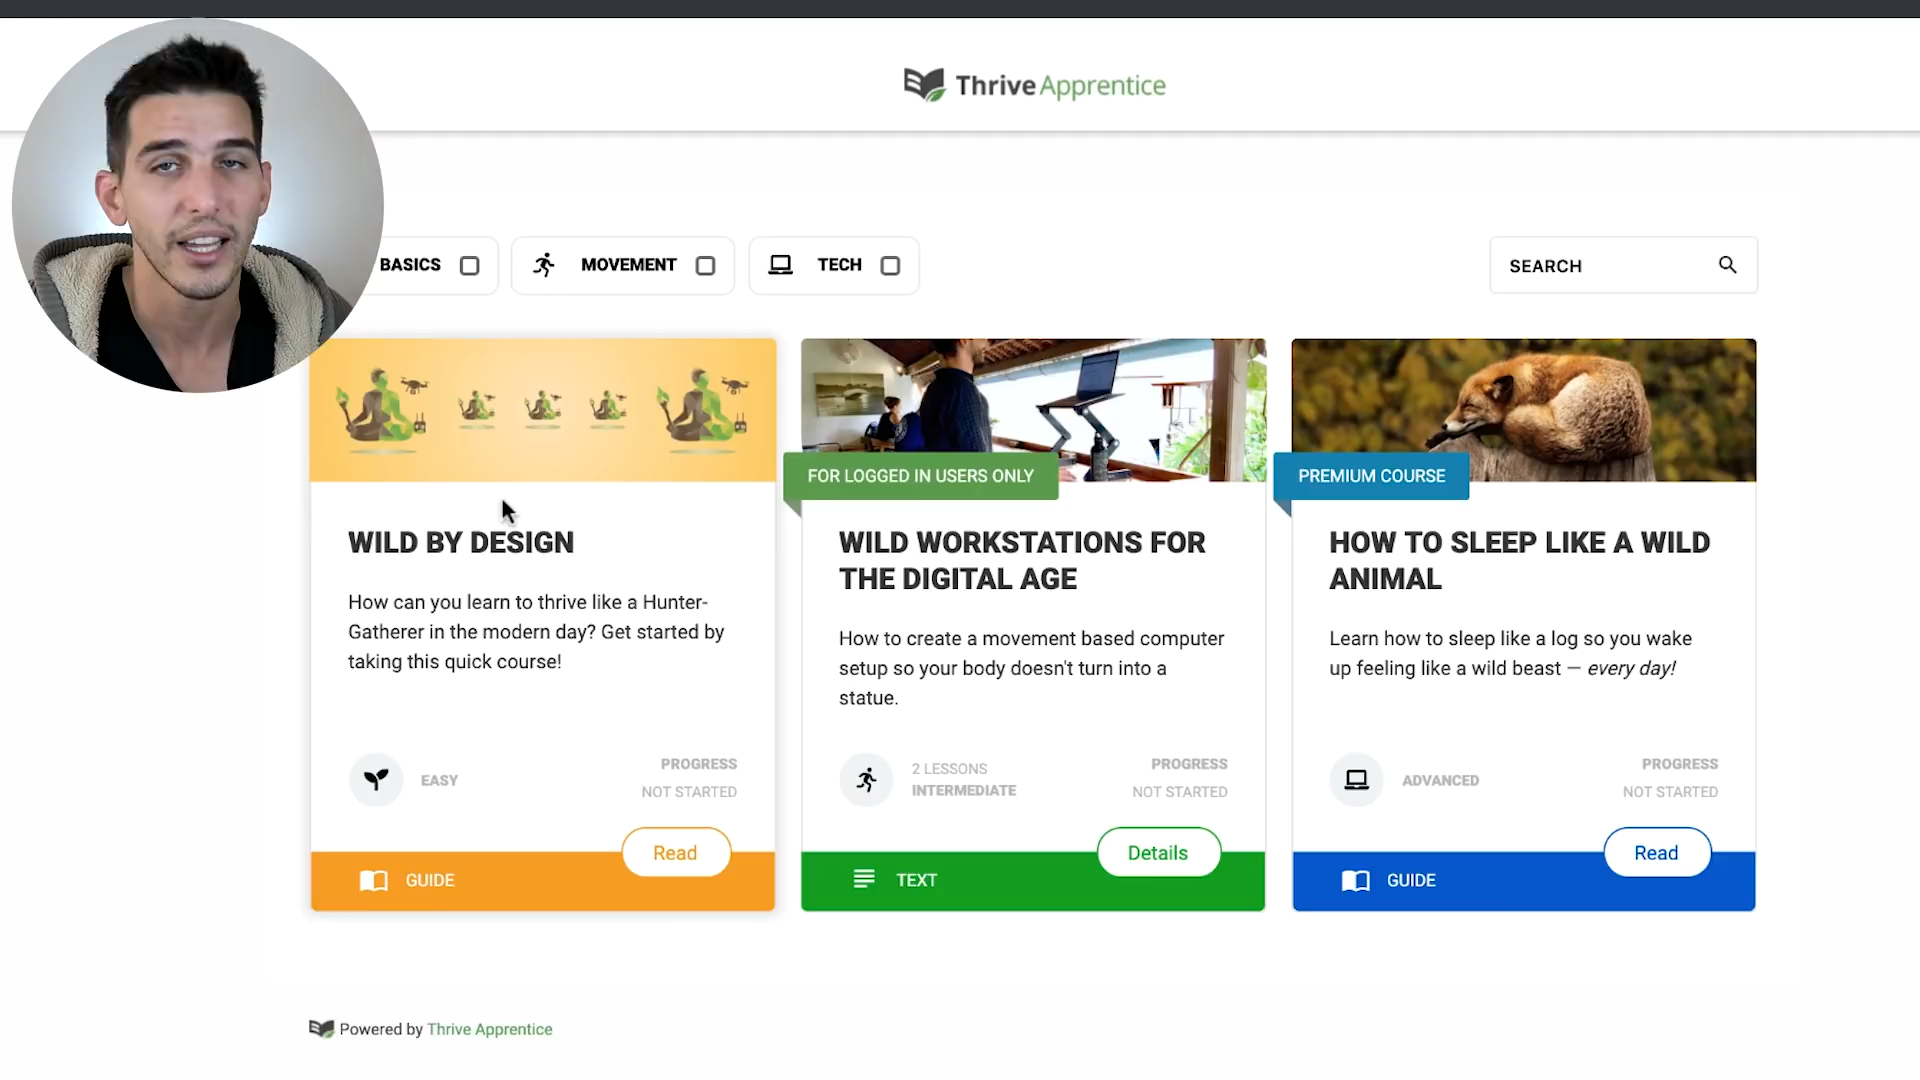 Thrive Apprentice
BASICS
MOVEMENT
TECH
SEARCH
WILD BY DESIGN
How can you learn to thrive like a Hunter-
Gatherer in the modern day? Get started by
taking this quick course!
EASY
PROGRESS
NOT STARTED
Read
GUIDE
FOR LOGGED IN USERS ONLY
WILD WORKSTATIONS FOR
THE DIGITAL AGE
How to create a movement based computer
setup so your body doesn't turn into a
statue.
2 LESSONS
INTERMEDIATE
PROGRESS
NOT STARTED
Details
TEXT
PREMIUM COURSE
HOW TO SLEEP LIKE A WILD
ANIMAL
Learn how to sleep like a log so you wake
up feeling like a wild beast — every day!
ADVANCED
PROGRESS
NOT STARTED
Read
GUIDE
Powered by Thrive Apprentice